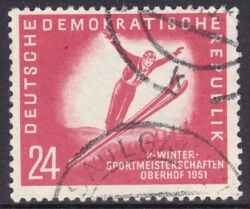 DEUTSCHE
DEMOKRATISCHE
REPUBLIK
24
2. WINTER-
SPORTMEISTERSCHAFTEN
OBERHOF 1951